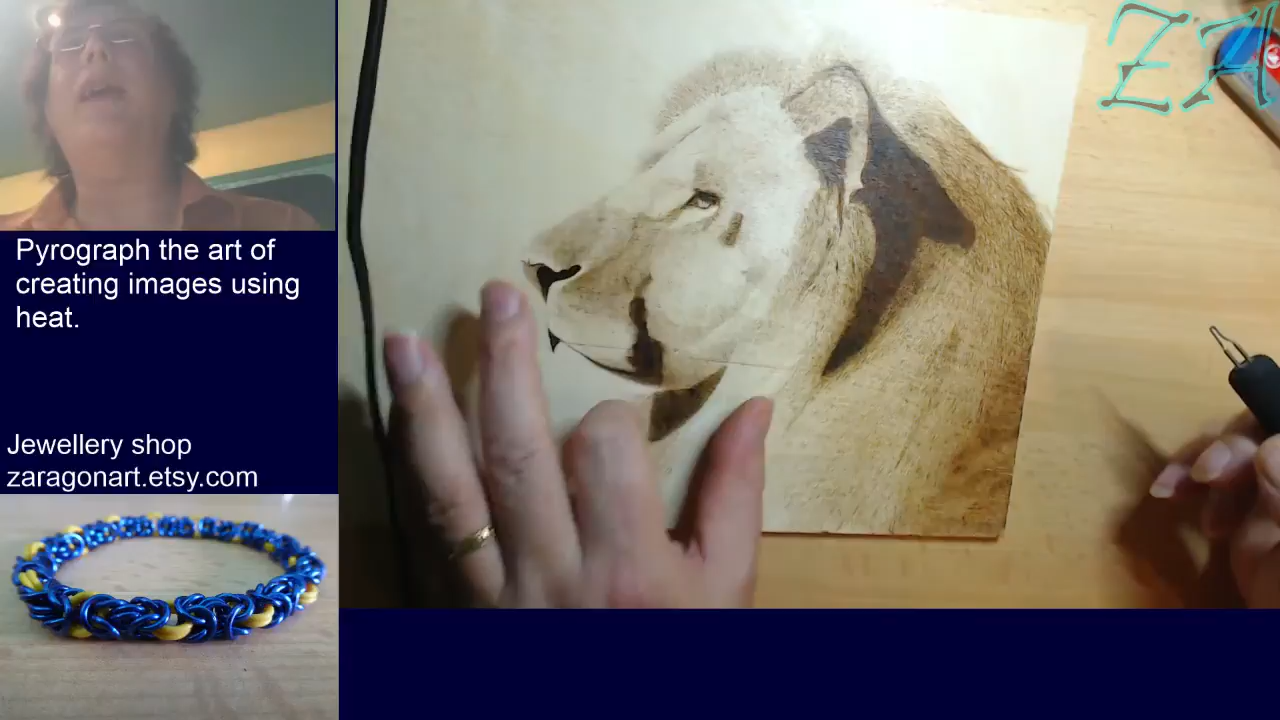 Pyrograph the art of
creating images using
heat.
Jewellery shop
zaragonart.etsy.com
ZA